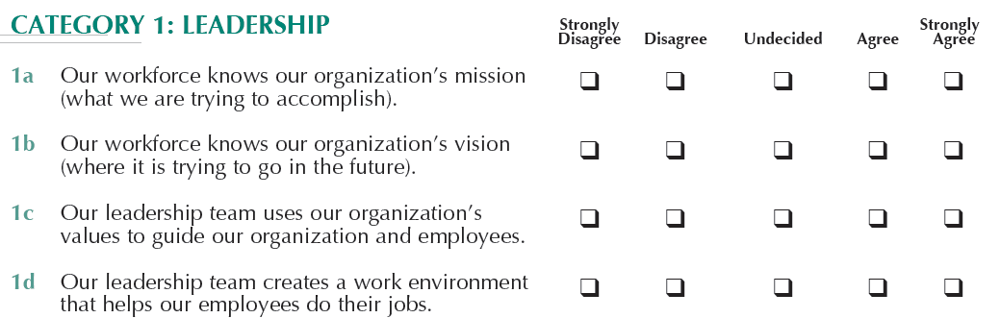 CATEGORY 1: LEADERSHIP
Strongly Disagree Disagree Undecided Agree Strongly Agree
1a Our workforce knows our organization’s mission
(what we are trying to accomplish).
1b Our workforce knows our organization’s vision
(where it is trying to go in the future).
1c Our leadership team uses our organization’s
values to guide our organization and employees.
1d Our leadership team creates a work environment
that helps our employees do their jobs.